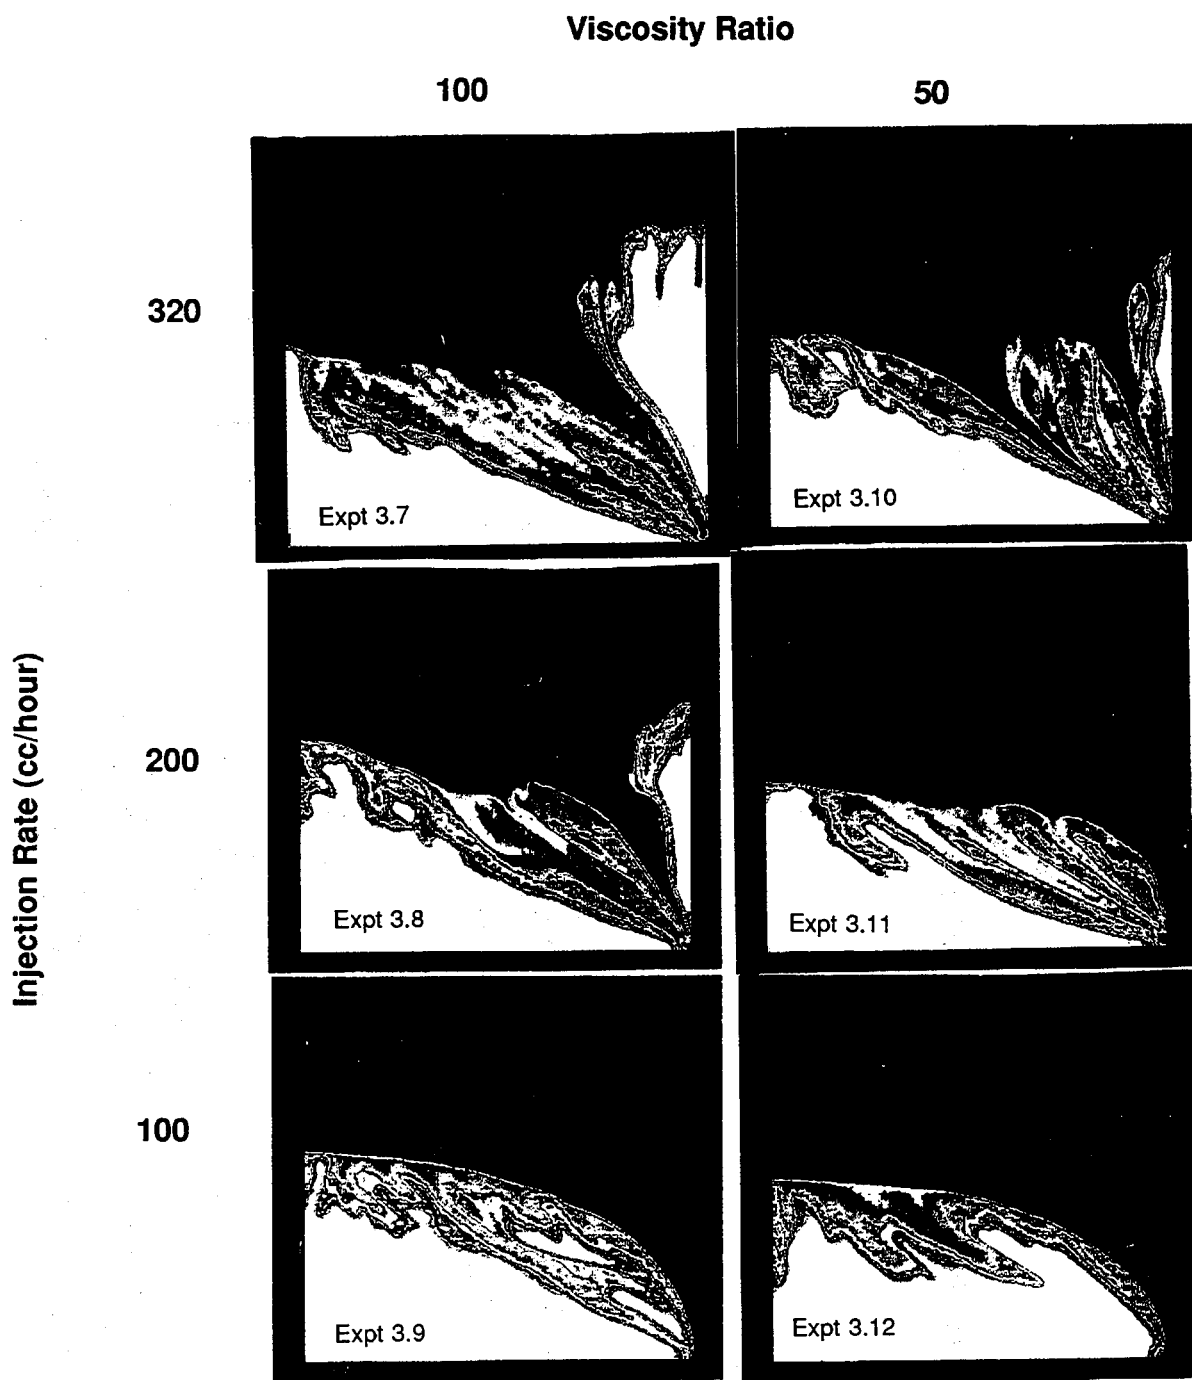 Viscosity Ratio
100
50
320
Expt 3.7
Expt 3.10
Injection Rate (cc/hour)
200
Expt 3.8
Expt 3.11
100
Expt 3.9
Expt 3.12